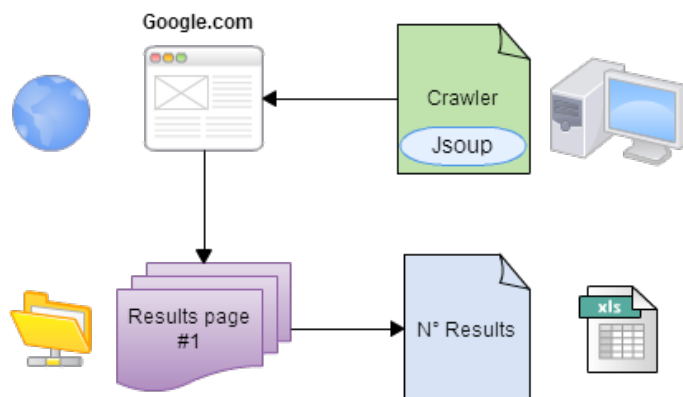 Google.com
Crawler
Jsoup
Results page
#1
N° Results
xls